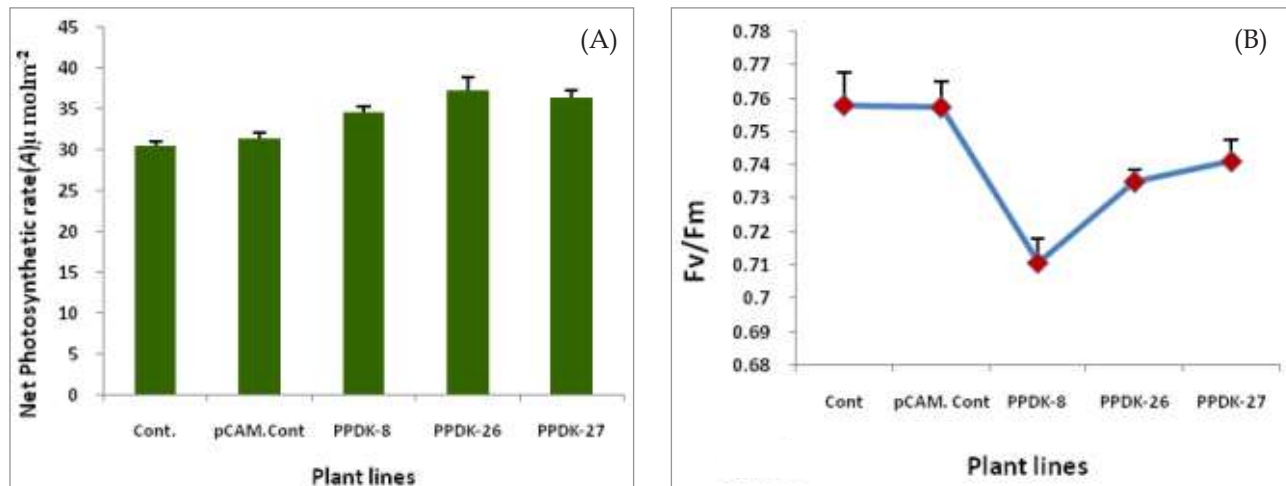 (A)
Net Photosynthetic rate(A)µ molm-2
45
40
35
30
25
20
15
10
5
0
Cont.
pCAM.Cont
PPDK-8
PPDK-26
PPDK-27
Plant lines
(B)
Fv/Fm
0.78
0.77
0.76
0.75
0.74
0.73
0.72
0.71
0.7
0.69
0.68
Cont
pCAM. Cont
PPDK-8
PPDK-26
PPDK-27
Plant lines